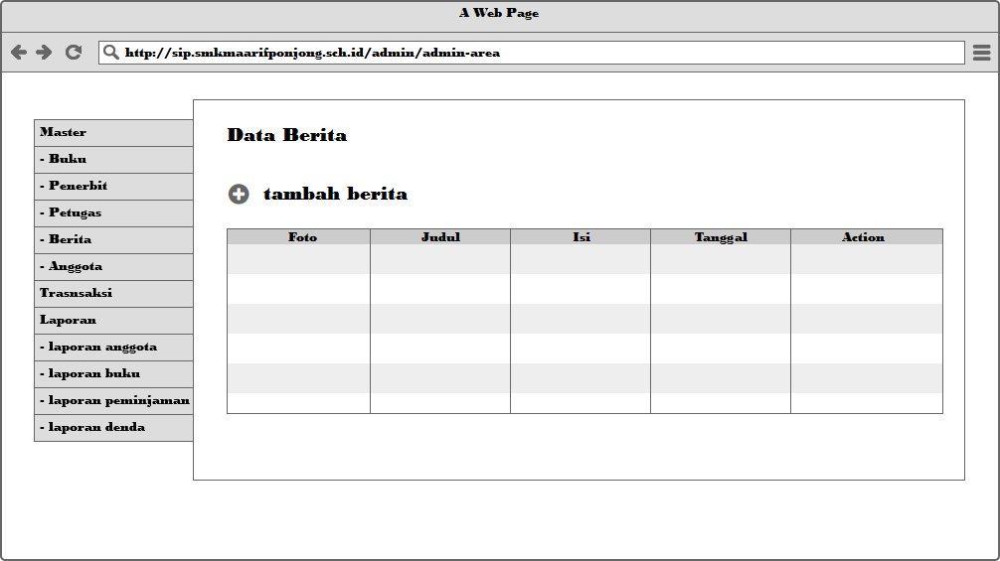 A Web Page
http://sip.smkmaarifponjong.sch.id/admin/admin-area
Master
- Buku
- Penerbit
- Petugas
- Berita
- Anggota
Trasnsaksi
Laporan
- laporan anggota
- laporan buku
- laporan peminjaman
- laporan denda
Data Berita
tambah berita
Foto Judul Isi Tanggal Action